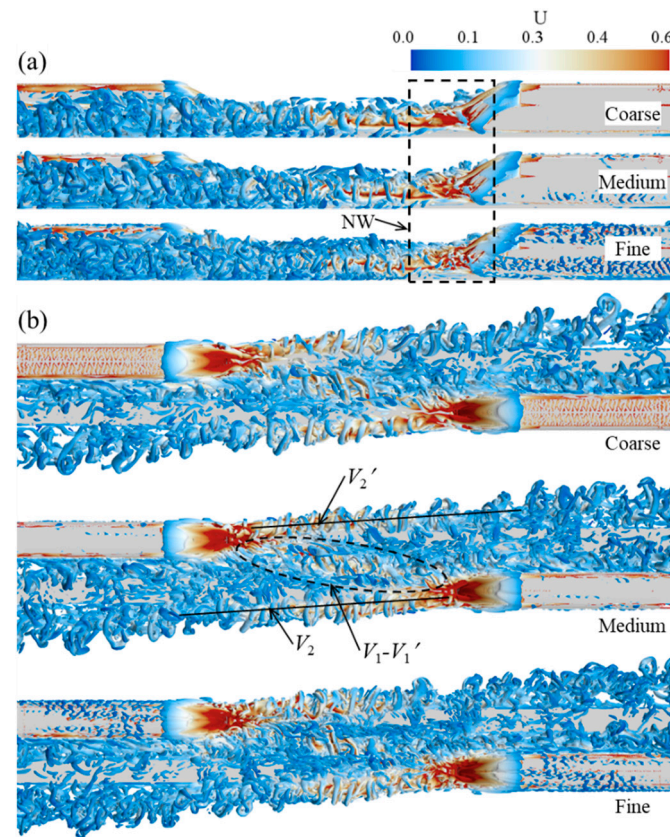 U
(a)
0.0 0.1 0.3 0.4 0.6
Coarse
Medium
NW
Fine
(b)
Coarse
V₂′
V₂
V₁-V₁′
Medium
Fine